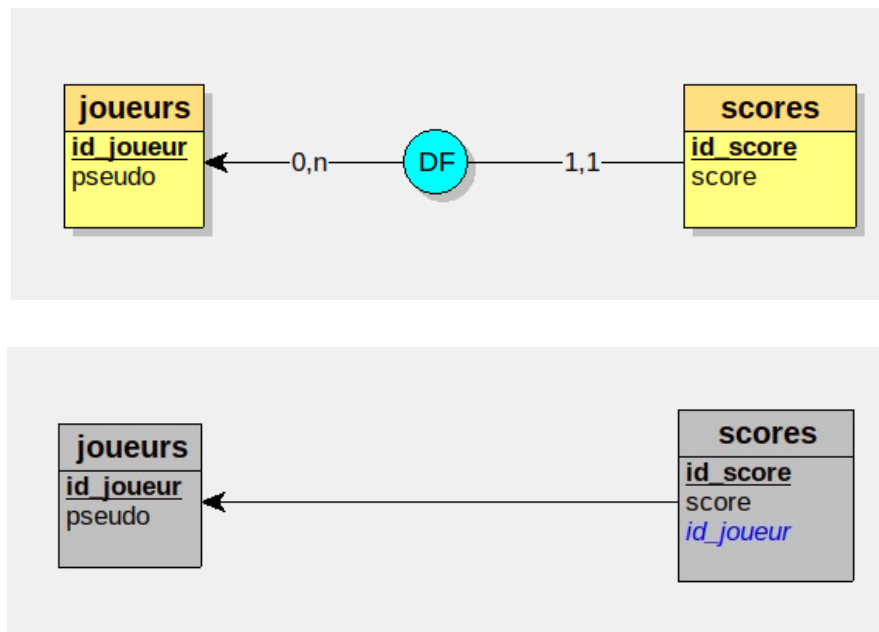 joueurs
id_joueur
pseudo
0,n
DF
1,1
scores
id_score
score
joueurs
id_joueur
pseudo
scores
id_score
score
id_joueur